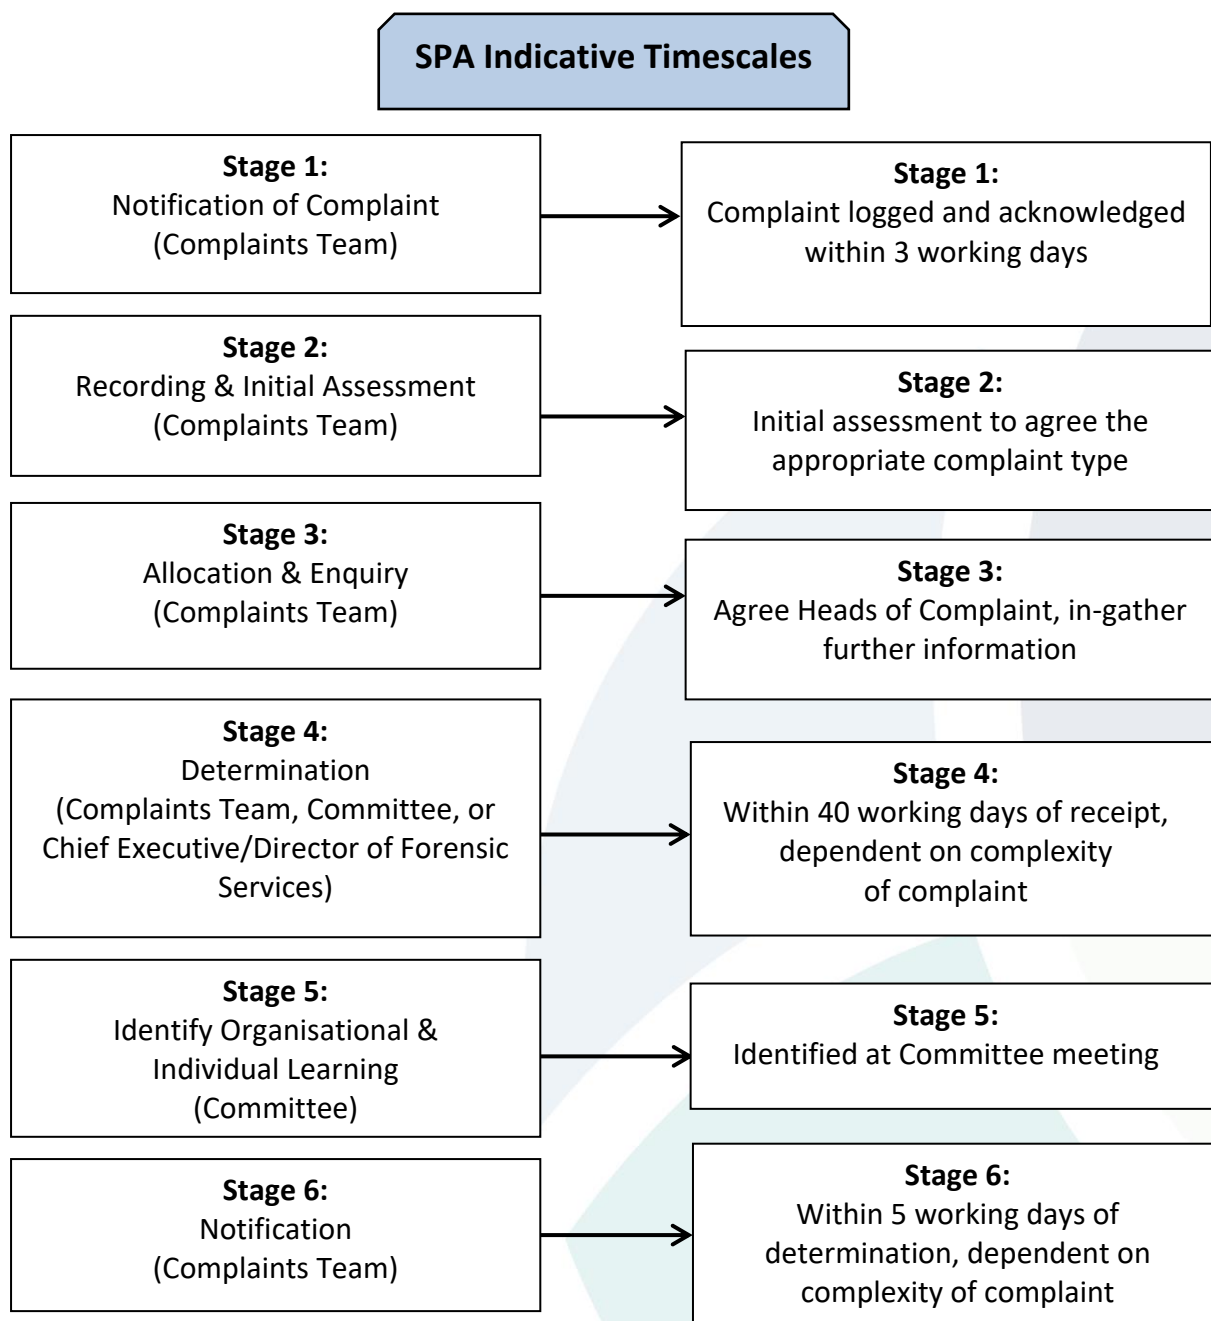 SPA Indicative Timescales
Stage 1:
Notification of Complaint
(Complaints Team)
Stage 1:
Complaint logged and acknowledged
within 3 working days
Stage 2:
Recording & Initial Assessment
(Complaints Team)
Stage 2:
Initial assessment to agree the
appropriate complaint type
Stage 3:
Allocation & Enquiry
(Complaints Team)
Stage 3:
Agree Heads of Complaint, in-gather
further information
Stage 4:
Determination
(Complaints Team, Committee, or
Chief Executive/Director of Forensic
Services)
Stage 4:
Within 40 working days of receipt,
dependent on complexity
of complaint
Stage 5:
Identify Organisational &
Individual Learning
(Committee)
Stage 5:
Identified at Committee meeting
Stage 6:
Notification
(Complaints Team)
Stage 6:
Within 5 working days of
determination, dependent on
complexity of complaint